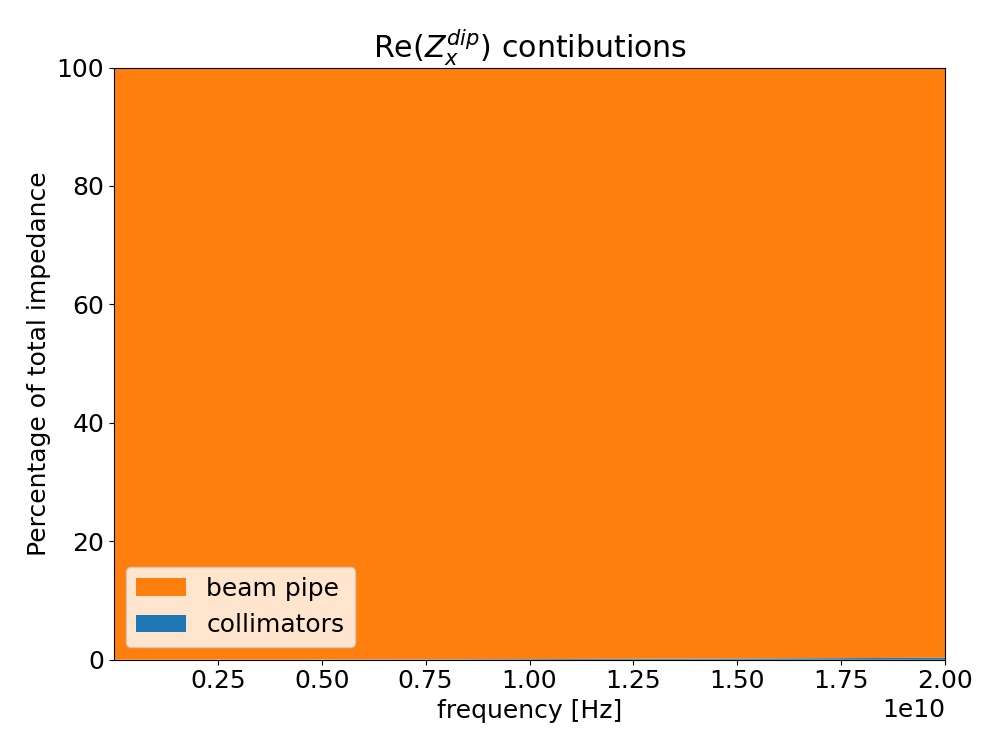 Re(Z_x^{dip}) contibutions
Percentage of total impedance
100
80
60
40
20
0
beam pipe
collimators
0.25 0.50 0.75 1.00 1.25 1.50 1.75 2.00
frequency [Hz] 1e10